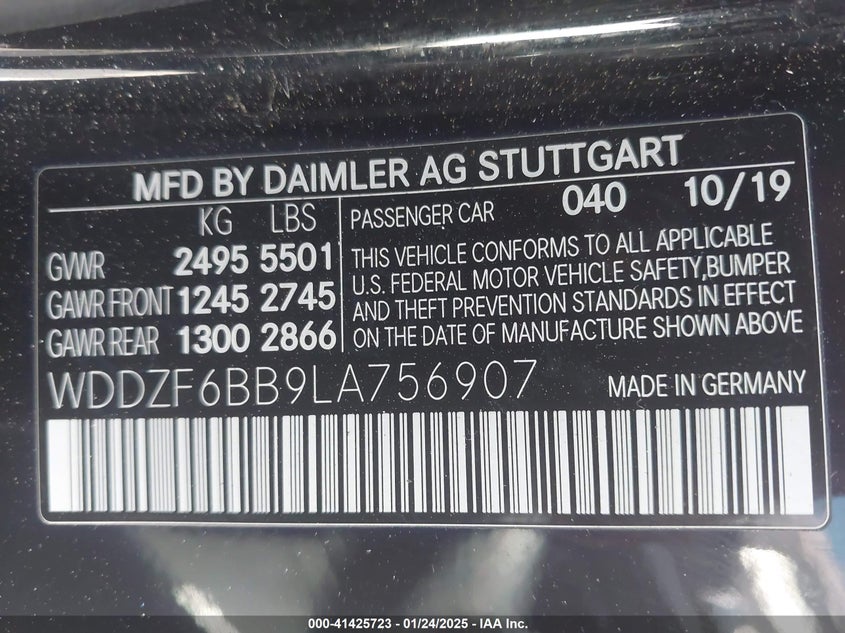 MFD BY DAIMLER AG STUTTGART
KG LBS
GVWR 2495 5501
GAWR FRONT 1245 2745
GAWR REAR 1300 2866
PASSENGER CAR 040 10/19
THIS VEHICLE CONFORMS TO ALL APPLICABLE
U.S. FEDERAL MOTOR VEHICLE SAFETY,BUMPER
AND THEFT PREVENTION STANDARDS IN EFFECT
ON THE DATE OF MANUFACTURE SHOWN ABOVE
WDDZF6BB9LA756907 MADE IN GERMANY
000-41425723 - 01/24/2025 - IAA Inc.